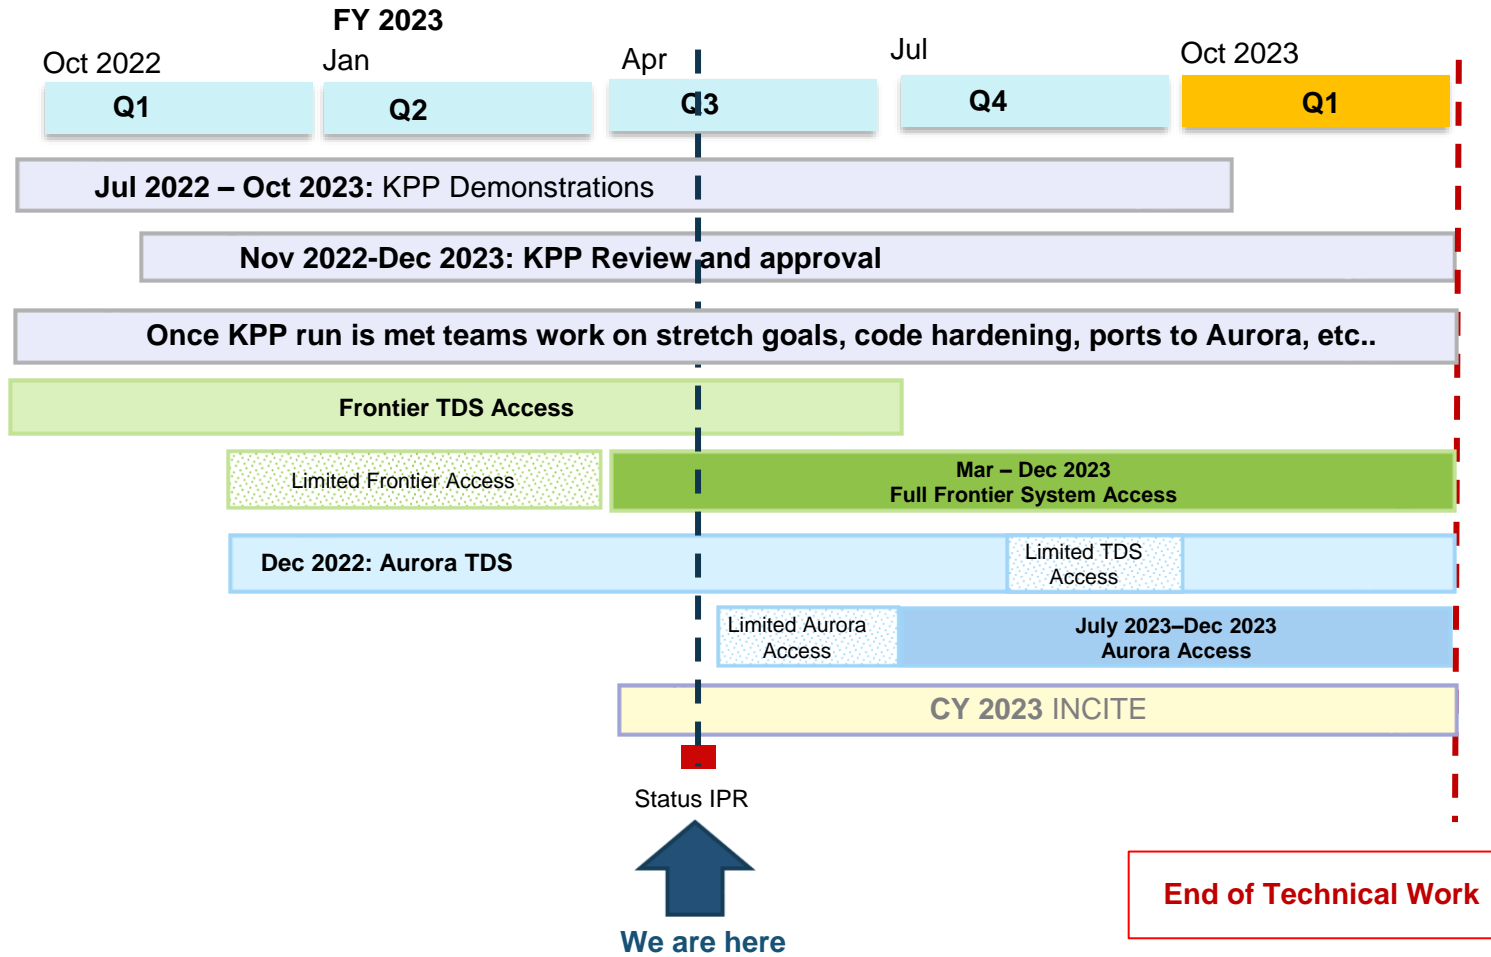 FY 2023
Oct 2022
Jan
Apr
Jul
Oct 2023
Q1
Q2
Q3
Q4
Q1
Jul 2022 – Oct 2023: KPP Demonstrations
Nov 2022-Dec 2023: KPP Review and approval
Once KPP run is met teams work on stretch goals, code hardening, ports to Aurora, etc..
Frontier TDS Access
Limited Frontier Access
Mar – Dec 2023
Full Frontier System Access
Dec 2022: Aurora TDS
Limited TDS
Access
Limited Aurora
Access
July 2023–Dec 2023
Aurora Access
CY 2023 INCITE
Status IPR
We are here
End of Technical Work